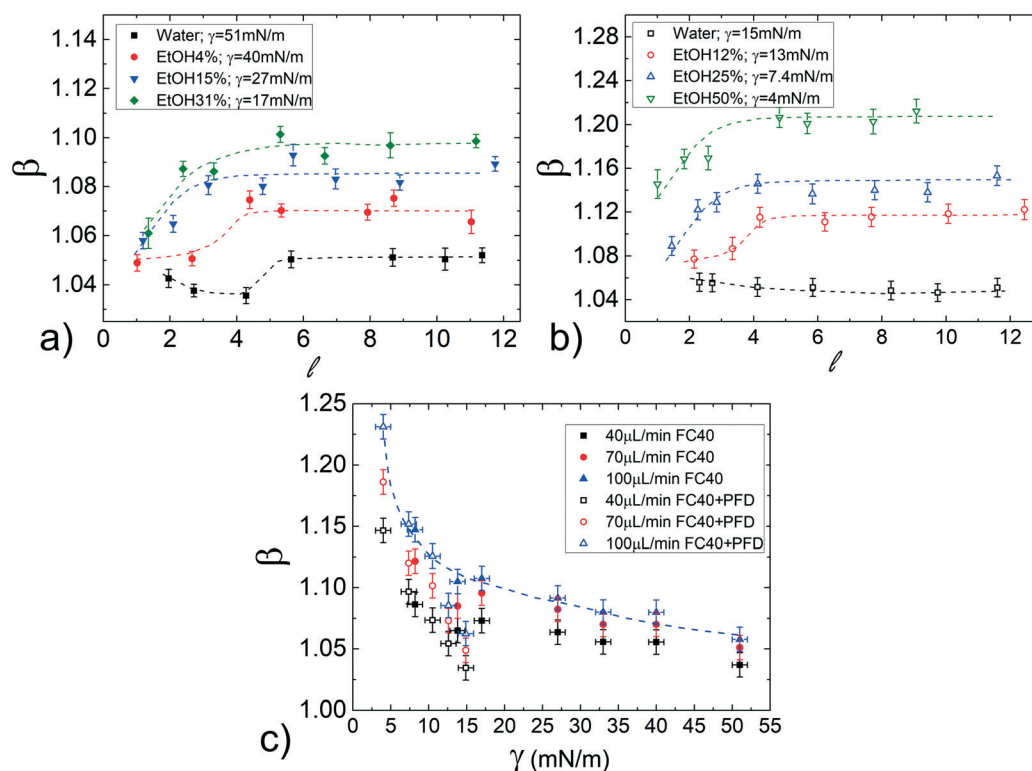 1.14
1.12
1.10
1.08
1.06
1.04
β
Water; γ=51mN/m
EtOH4%; γ=40mN/m
EtOH15%; γ=27mN/m
EtOH31%; γ=17mN/m
0 2 4 6 8 10 12
ℓ
a)
1.28
1.24
1.20
1.16
1.12
1.08
1.04
β
Water; γ=15mN/m
EtOH12%; γ=13mN/m
EtOH25%; γ=7.4mN/m
EtOH50%; γ=4mN/m
0 2 4 6 8 10 12
ℓ
b)
1.25
1.20
1.15
1.10
1.05
1.00
β
40μL/min FC40
70μL/min FC40
100μL/min FC40
40μL/min FC40+PFD
70μL/min FC40+PFD
100μL/min FC40+PFD
0 5 10 15 20 25 30 35 40 45 50 55
γ (mN/m)
c)